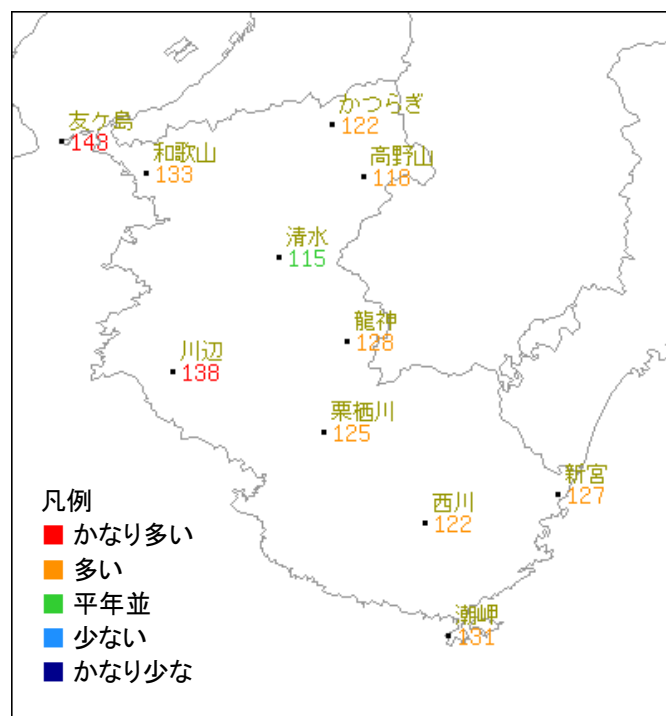 友ケ島
148
和歌山
133
かつらぎ
122
高野山
118
清水
115
龍神
128
川辺
138
栗栖川
125
新宮
127
西川
122
潮岬
131
凡例
かなり多い
多い
平年並
少ない
かなり少な